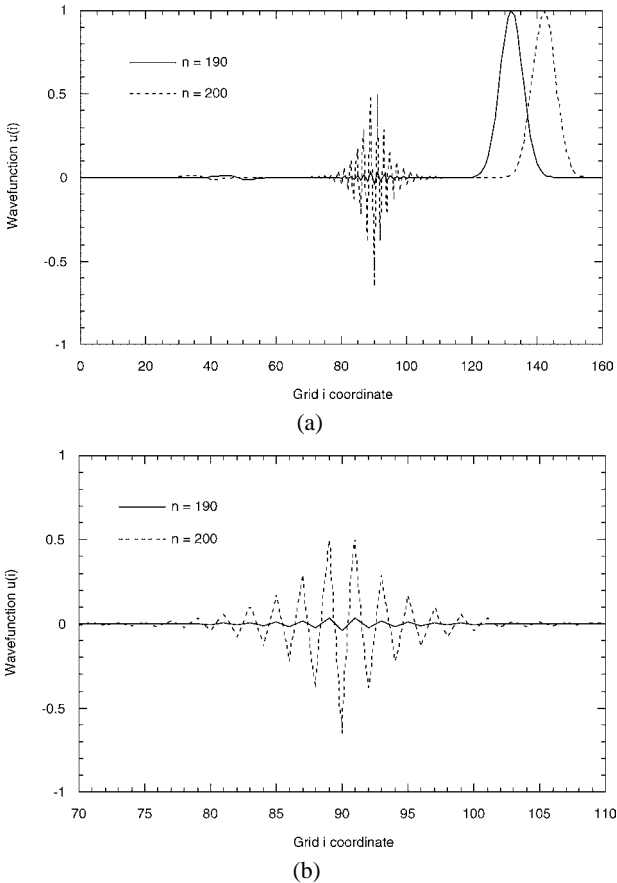 1
0.5
0
-0.5
-1
Wavefunction u(i)
n = 190
n = 200
0 20 40 60 80 100 120 140 160
Grid i coordinate
(a)
1
0.5
0
-0.5
-1
Wavefunction u(i)
n = 190
n = 200
70 75 80 85 90 95 100 105 110
Grid i coordinate
(b)